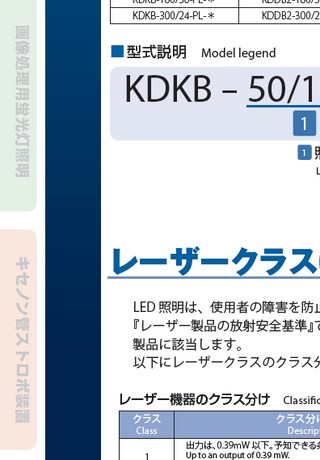 KDKB-300/24-PL-＊
KDDB2-300/2
■型式説明 Model legend
KDKB – 50/1
1
1
レーザークラス
LED 照明は、使用者の障害を防止
『レーザー製品の放射安全基準』で
製品に該当します。
以下にレーザークラスのクラス分
レーザー機器のクラス分け Classific
クラス
Class
クラス分け
Descript
1
出力は、0.39mW 以下。予知できる条
Up to an output of 0.39 mW.
画像処理用蛍光灯照明
キセノン管ストロボ装置